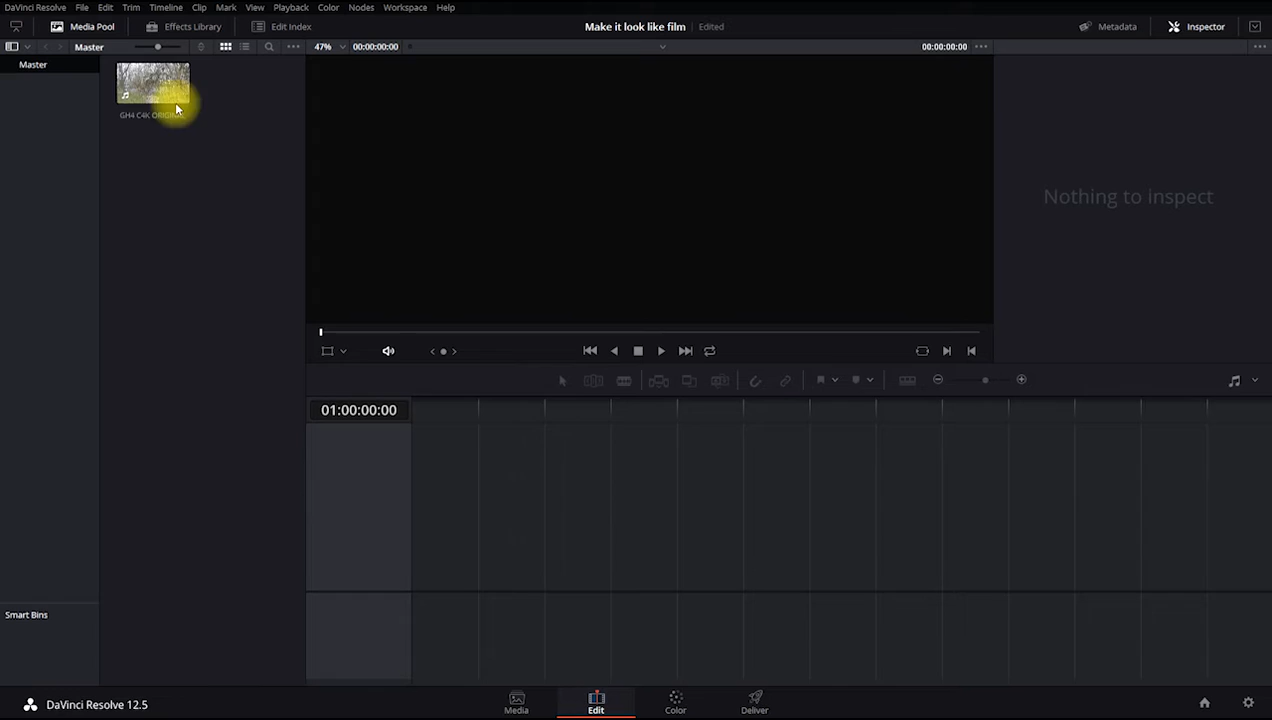 DaVinci Resolve File Edit Trim Timeline Clip Mark View Playback Color Nodes Workspace Help
Media Pool Effects Library Edit Index Make it look like film Edited Metadata Inspector
Master 47% 00:00:00:00 00:00:00:00
Master
GH4 C4K ORIGINAL
Nothing to inspect
01:00:00:00
Smart Bins
DaVinci Resolve 12.5 Media Edit Color Deliver